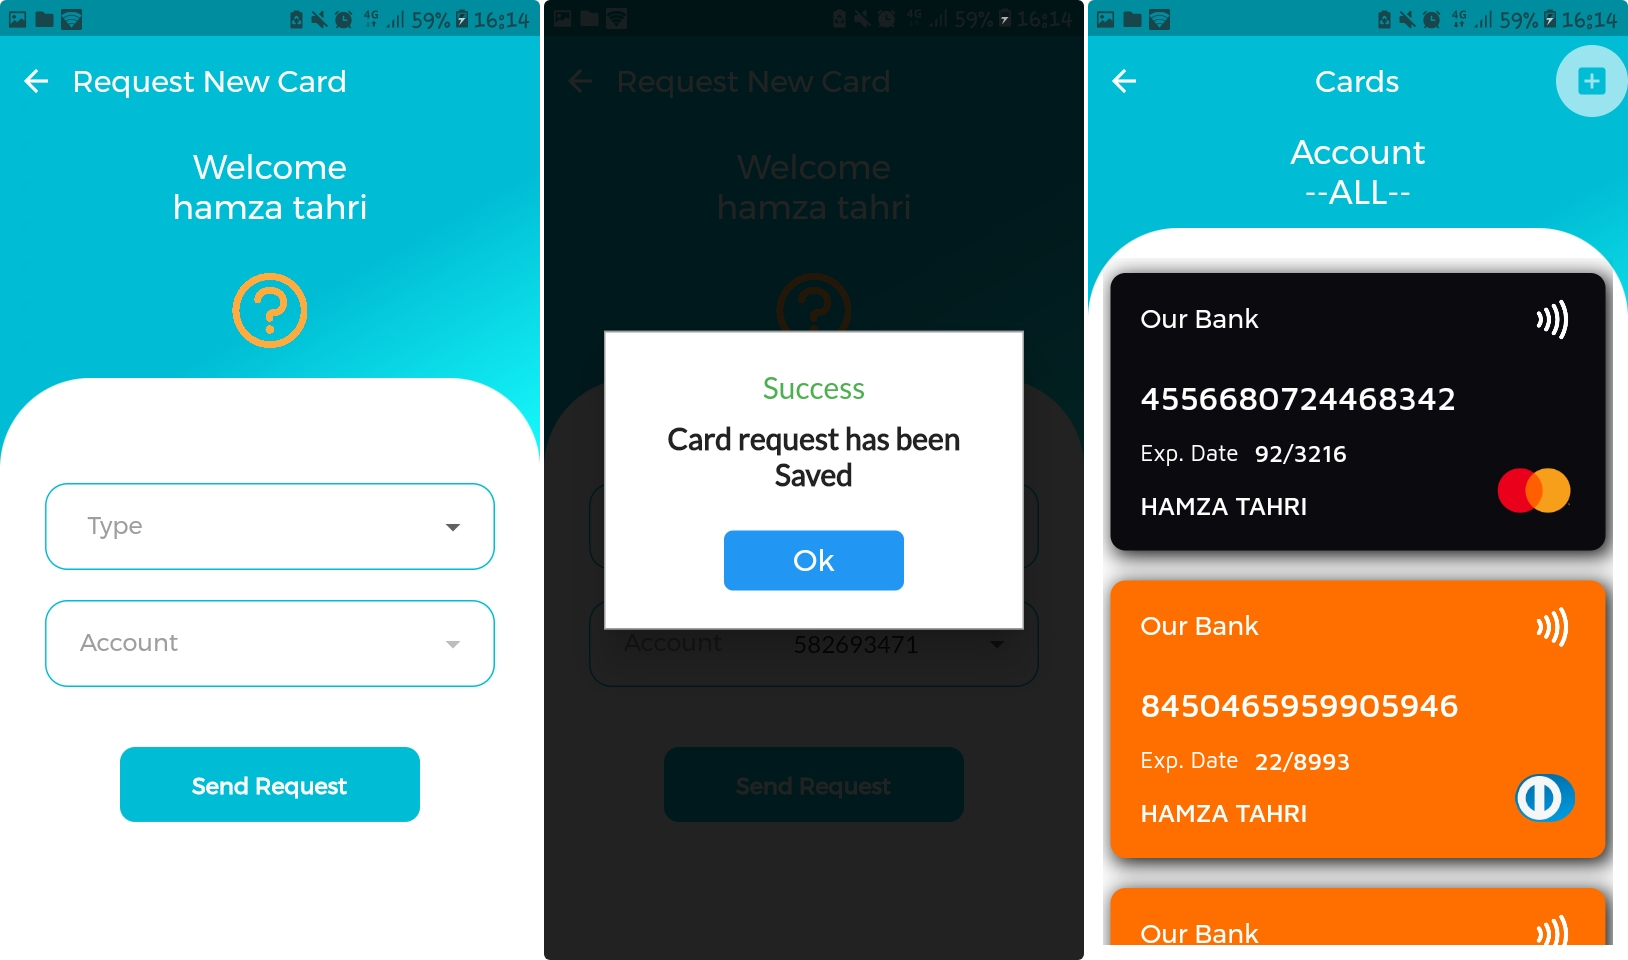 4G 59% 16:14
Request New Card
Welcome
hamza tahri
Type
Account
Send Request
4G 59% 16:14
Request New Card
Welcome
hamza tahri
Success
Card request has been
Saved
Ok
Account 582693471
Send Request
4G 59% 16:14
Cards
Account
--ALL--
Our Bank
4556680724468342
Exp. Date 92/3216
HAMZA TAHRI
Our Bank
8450465959905946
Exp. Date 22/8993
HAMZA TAHRI
Our Bank